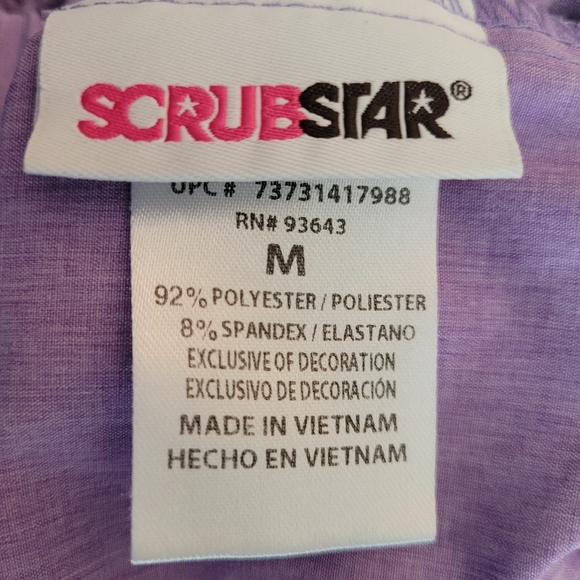 SCRUBSTAR®
UPC # 73731417988
RN# 93643
M
92% POLYESTER / POLIESTER
8% SPANDEX / ELASTANO
EXCLUSIVE OF DECORATION
EXCLUSIVO DE DECORACIÓN
MADE IN VIETNAM
HECHO EN VIETNAM